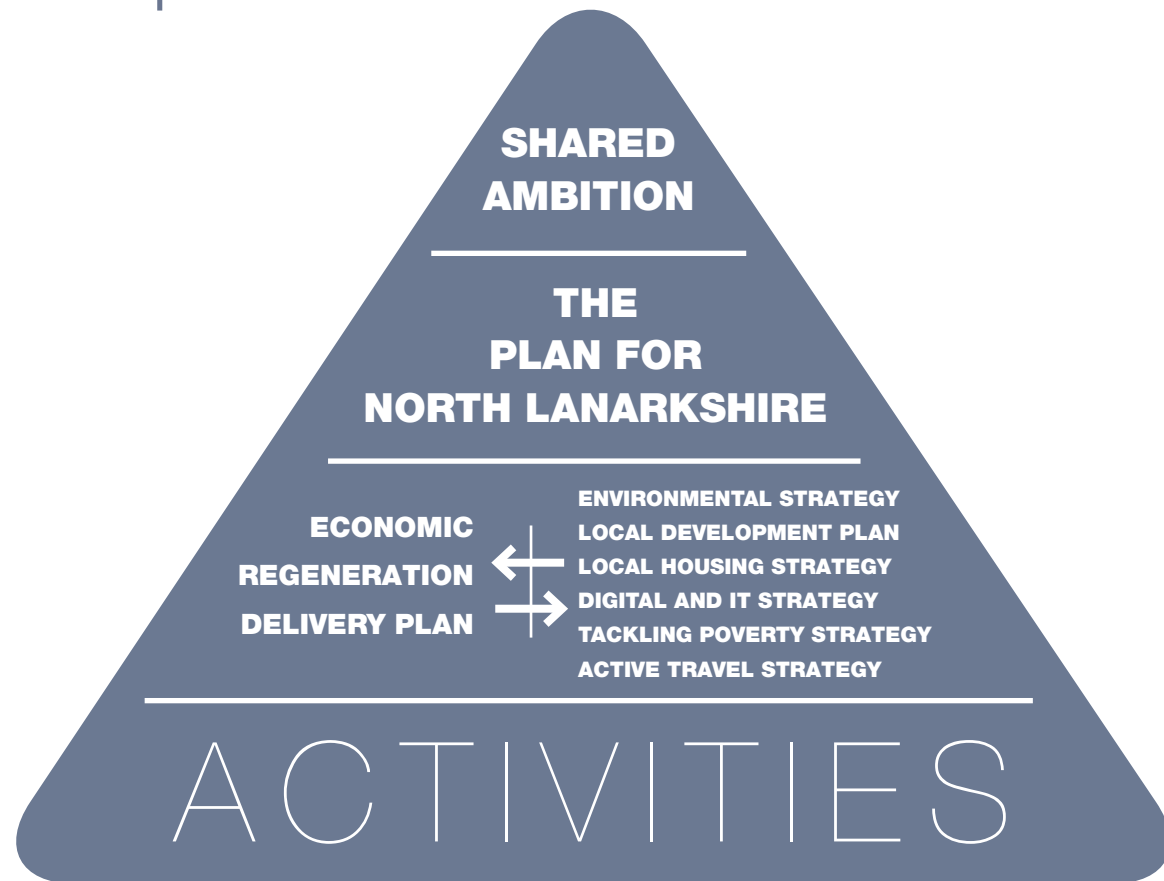 SHARED
AMBITION
THE
PLAN FOR
NORTH LANARKSHIRE
ECONOMIC
REGENERATION
DELIVERY PLAN
ENVIRONMENTAL STRATEGY
LOCAL DEVELOPMENT PLAN
LOCAL HOUSING STRATEGY
DIGITAL AND IT STRATEGY
TACKLING POVERTY STRATEGY
ACTIVE TRAVEL STRATEGY
ACTIVITIES